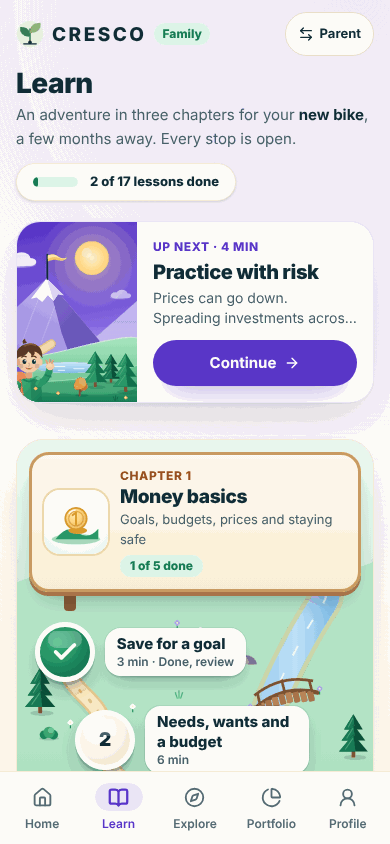 CRESCO Family Parent
Learn
An adventure in three chapters for your new bike,
a few months away. Every stop is open.
2 of 17 lessons done
UP NEXT · 4 MIN
Practice with risk
Prices can go down.
Spreading investments acros...
Continue
CHAPTER 1
Money basics
Goals, budgets, prices and staying
safe
1 of 5 done
Save for a goal
3 min · Done, review
2
Needs, wants and
a budget
6 min
Home Learn Explore Portfolio Profile